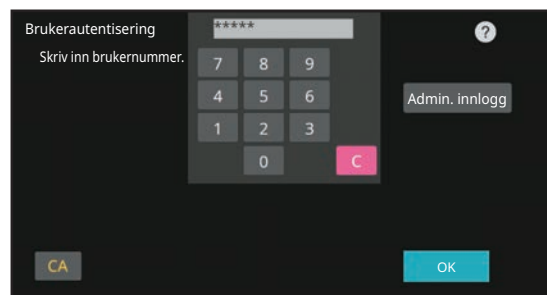 Brukerautentisering
*****
?
Skriv inn brukernummer.
7 8 9
4 5 6
Admin. innlogg
1 2 3
0 C
CA
OK